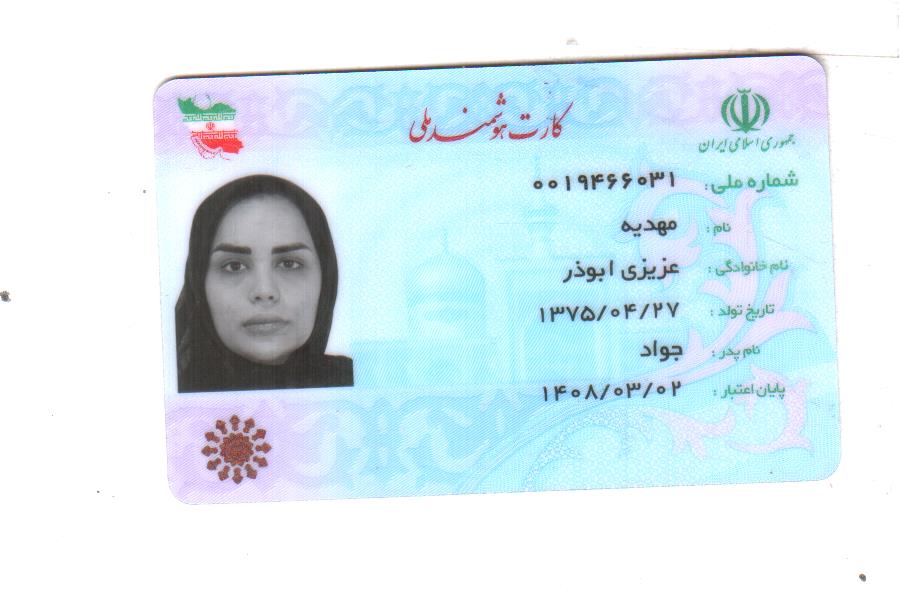 جمهوری اسلامی ایران
کارت هوشمند ملی
شماره ملی: ۰۰۱۹۴۶۶۰۳۱
نام: مهدیه
نام خانوادگی: عزیزی ابوذر
تاریخ تولد: ۱۳۷۵/۰۴/۲۷
نام پدر: جواد
پایان اعتبار: ۱۴۰۸/۰۳/۰۲